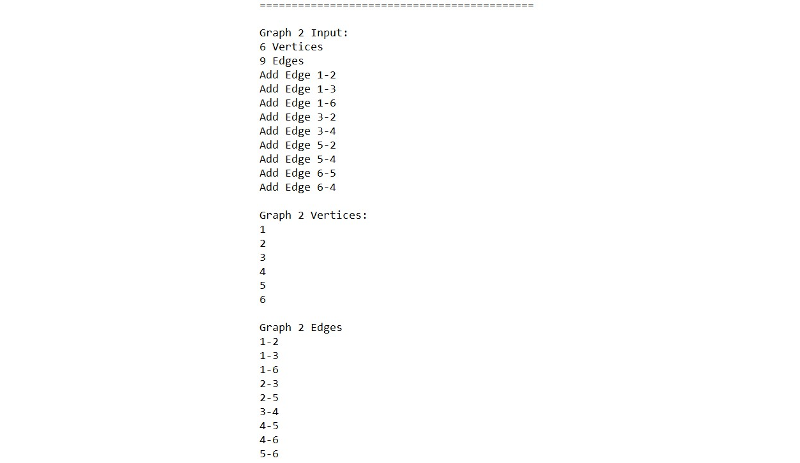 ===========================================
Graph 2 Input:
6 Vertices
9 Edges
Add Edge 1-2
Add Edge 1-3
Add Edge 1-6
Add Edge 3-2
Add Edge 3-4
Add Edge 5-2
Add Edge 5-4
Add Edge 6-5
Add Edge 6-4
Graph 2 Vertices:
1
2
3
4
5
6
Graph 2 Edges
1-2
1-3
1-6
2-3
2-5
3-4
4-5
4-6
5-6